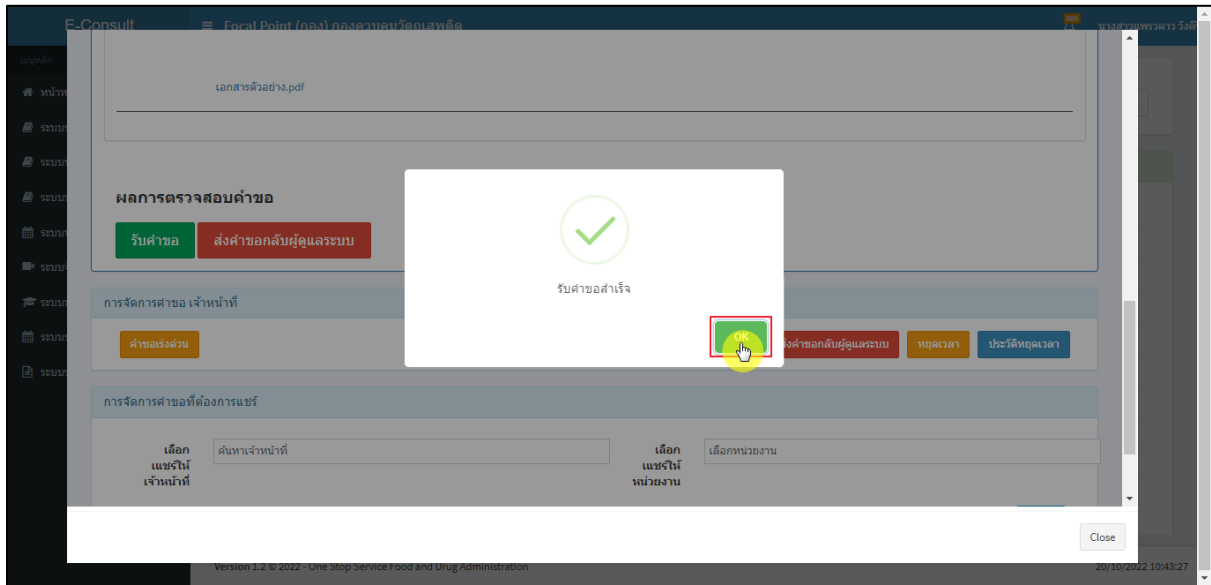 E-Consult
Focal Point (กอง) กองควบคุมวัตถุเสพติด
เมนูหลัก
เอกสารตัวอย่าง.pdf
ผลการตรวจสอบคำขอ
รับคำขอ
ส่งคำขอกลับผู้ดูแลระบบ
รับคำขอสำเร็จ
OK
การจัดการคำขอ เจ้าหน้าที่
คำขอเร่งด่วน
ส่งคำขอกลับผู้ดูแลระบบ
หยุดเวลา
ประวัติหยุดเวลา
การจัดการคำขอที่ต้องการแชร์
เลือก
แชร์ให้
เจ้าหน้าที่
ค้นหาเจ้าหน้าที่
เลือก
แชร์ให้
หน่วยงาน
เลือกหน่วยงาน
Close
Version 1.2 © 2022 - One Stop Service Food and Drug Administration
20/10/2022 10:43:27